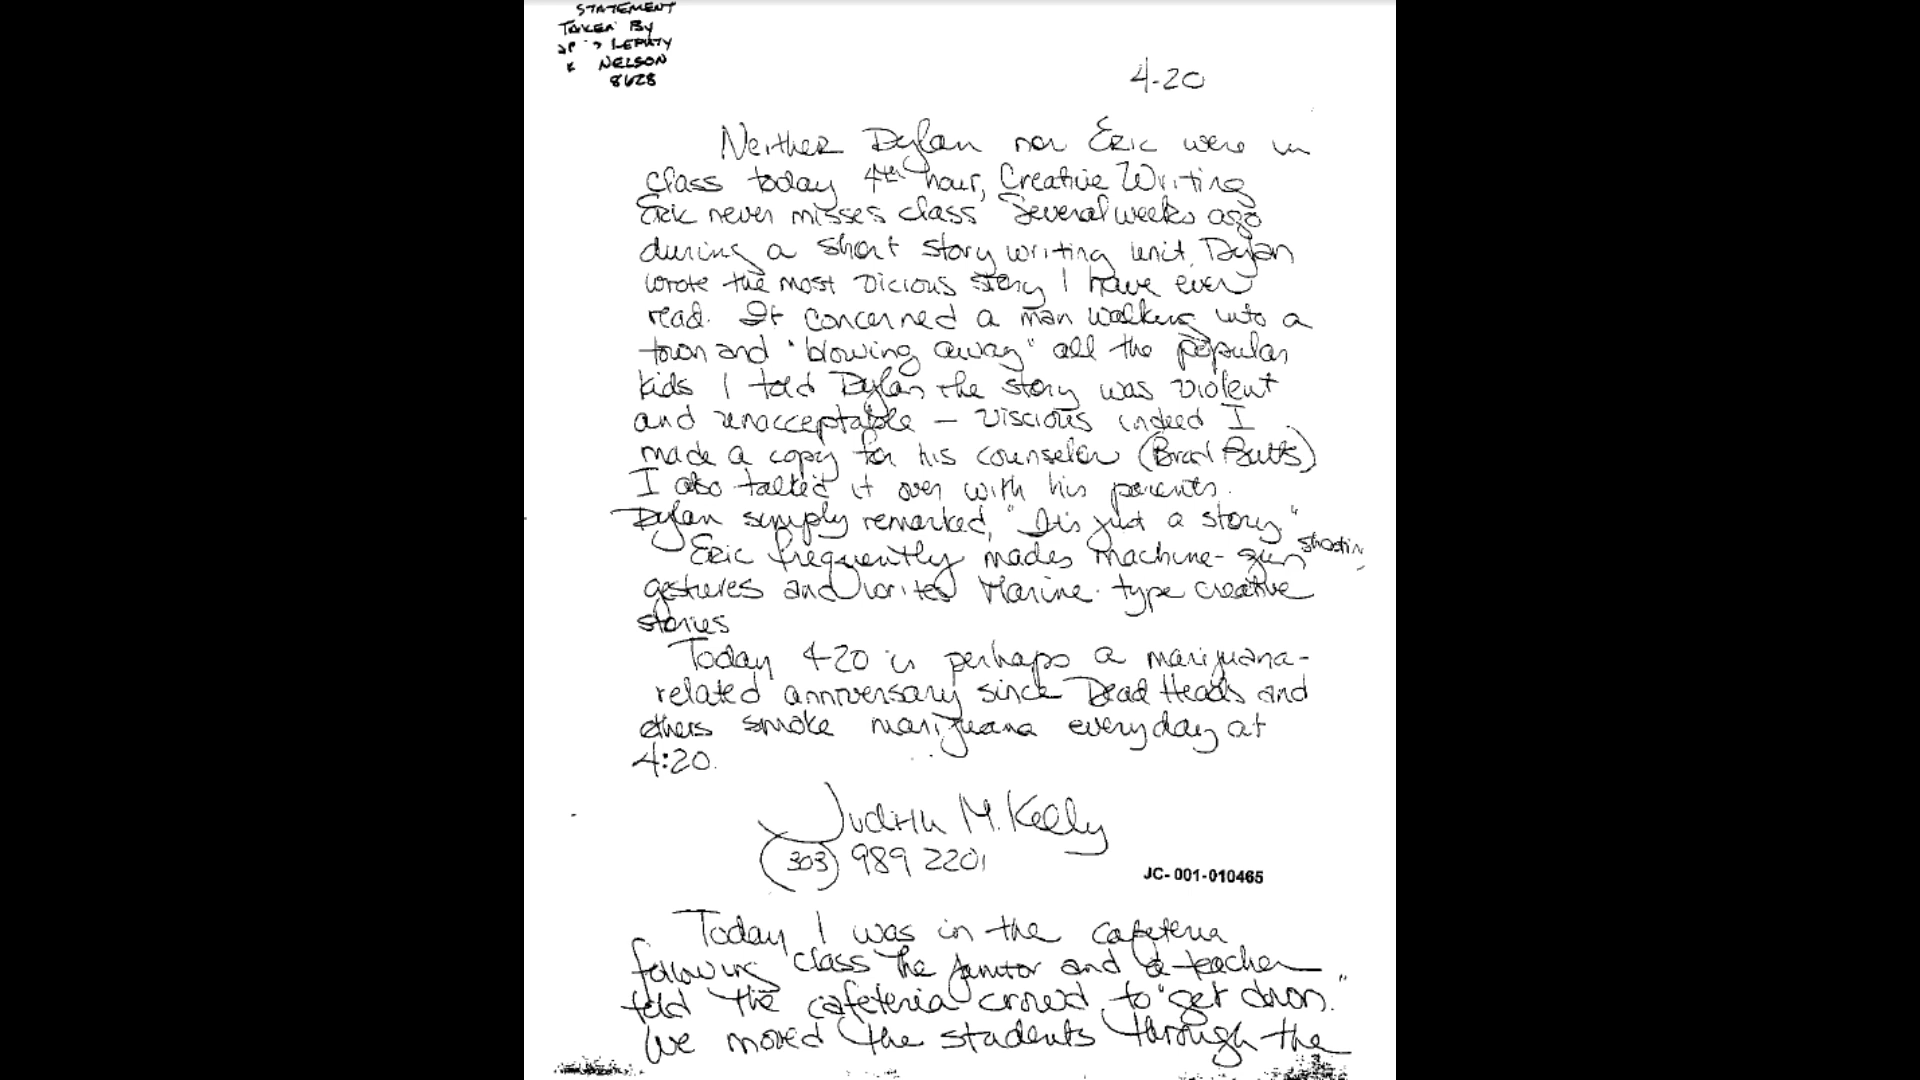 STATEMENT
TAKEN By
DEPUTY
NELSON
8628
4-20
Neither Dylan nor Eric were in
class today 4th hour, Creative Writing
Eric never misses class Several weeks ago
during a short story writing unit, Dylan
wrote the most vicious story I have ever
read. It concerned a man walking into a
town and "blowing away" all the popular
kids I told Dylan the story was violent
and unacceptable — viscious indeed I
made a copy for his counselor (Brad Butts)
I also talked it over with his parents.
Dylan simply remarked, "It's just a story."
Eric frequently mades machine-gun shootin
gestures and writes Marine-type creative
stories
Today 4-20 is perhaps a marijuana-
related anniversary since Dead Heads and
others smoke marijuana everyday at
4:20.
Judith M. Kelly
(303) 989 2201
JC-001-010465
Today I was in the cafeteria
following class The janitor and a teacher
told the cafeteria crowd to "get down."
We moved the students through the